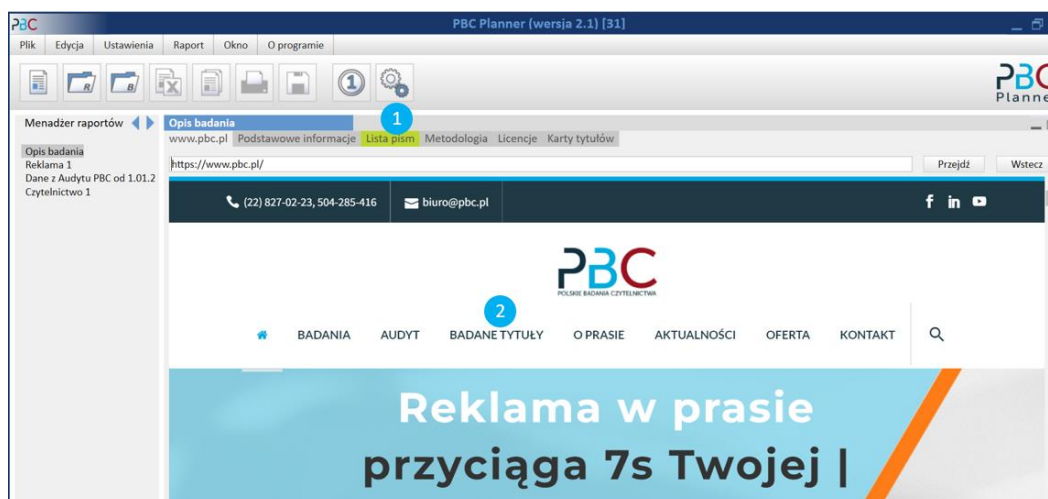 PBC PBC Planner (wersja 2.1) [31]
Plik Edycja Ustawienia Raport Okno O programie
R B X 1
PBC
Planne
Menadżer raportów
Opis badania
Reklama 1
Dane z Audytu PBC od 1.01.2
Czytelnictwo 1
Opis badania
1
www.pbc.pl Podstawowe informacje Lista pism Metodologia Licencje Karty tytułów
https://www.pbc.pl/ Przejdź Wstecz
(22) 827-02-23, 504-285-416 biuro@pbc.pl f in
PBC
POLSKIE BADANIA CZYTELNICTWA
2
BADANIA AUDYT BADANE TYTUŁY O PRASIE AKTUALNOŚCI OFERTA KONTAKT
Reklama w prasie
przyciąga 7s Twojej |